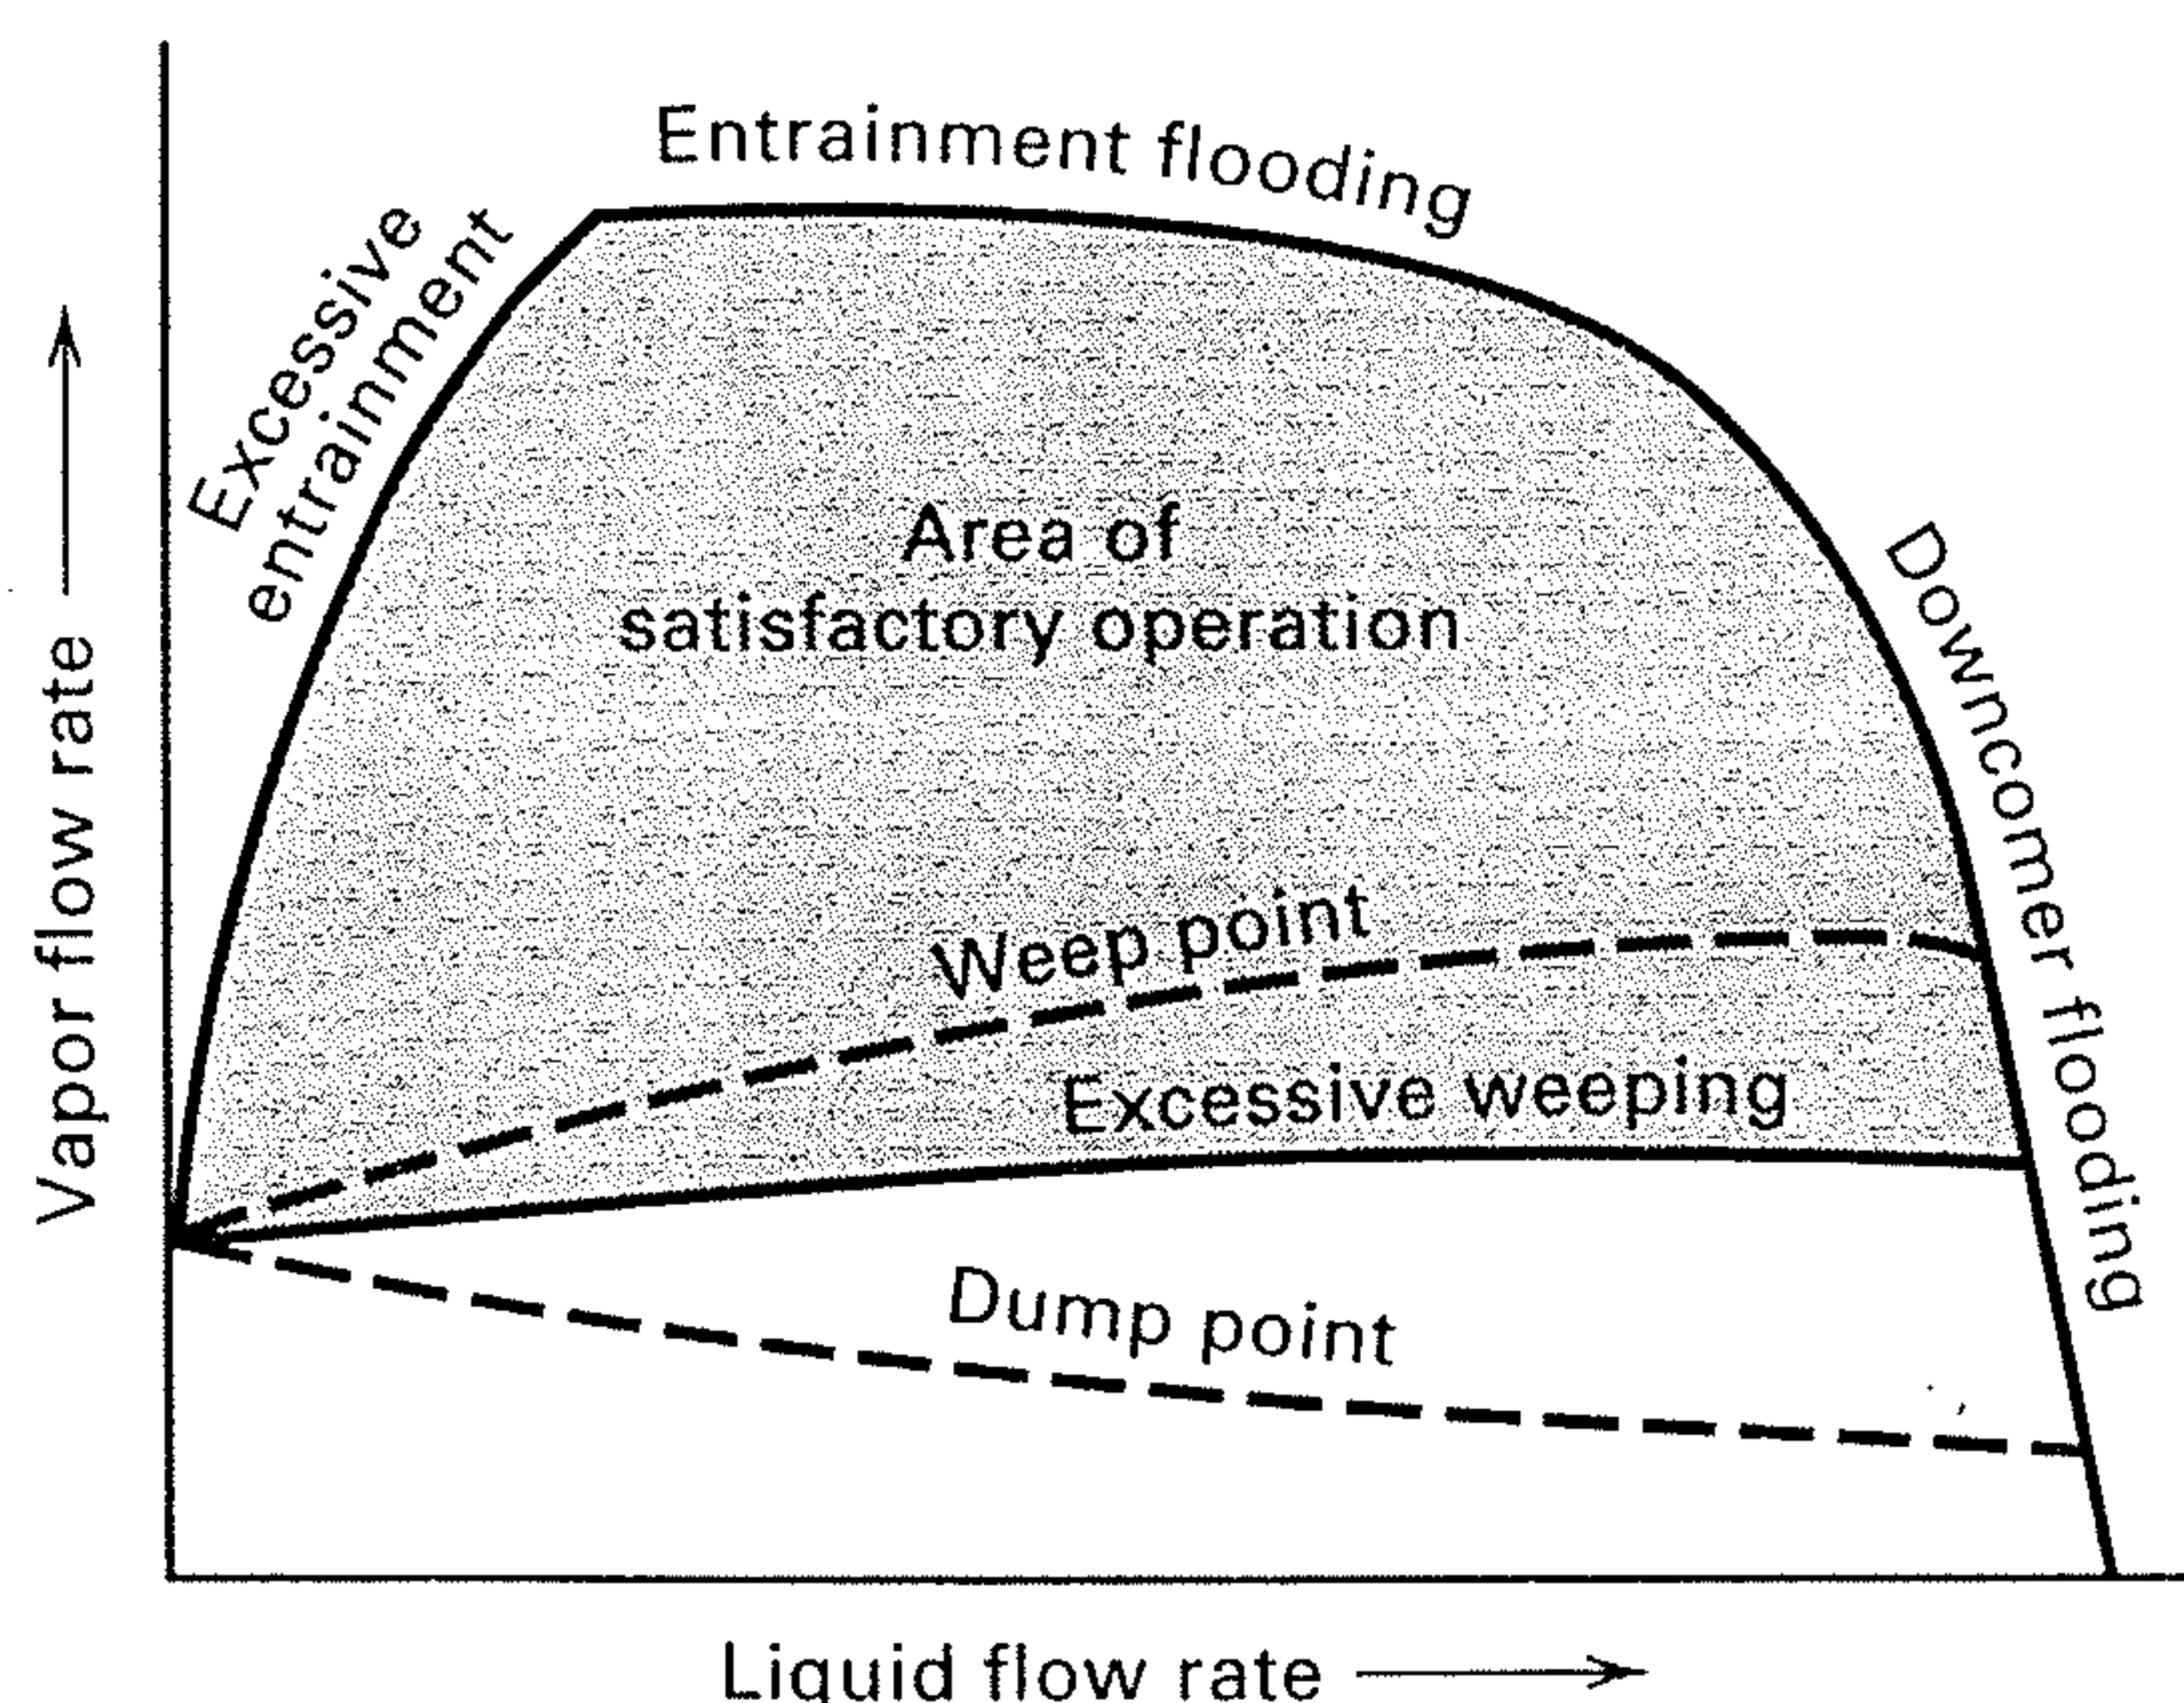 Entrainment flooding
Excessive
entrainment
Area of
satisfactory operation
Downcomer flooding
Weep point
Excessive weeping
Dump point
Vapor flow rate
Liquid flow rate